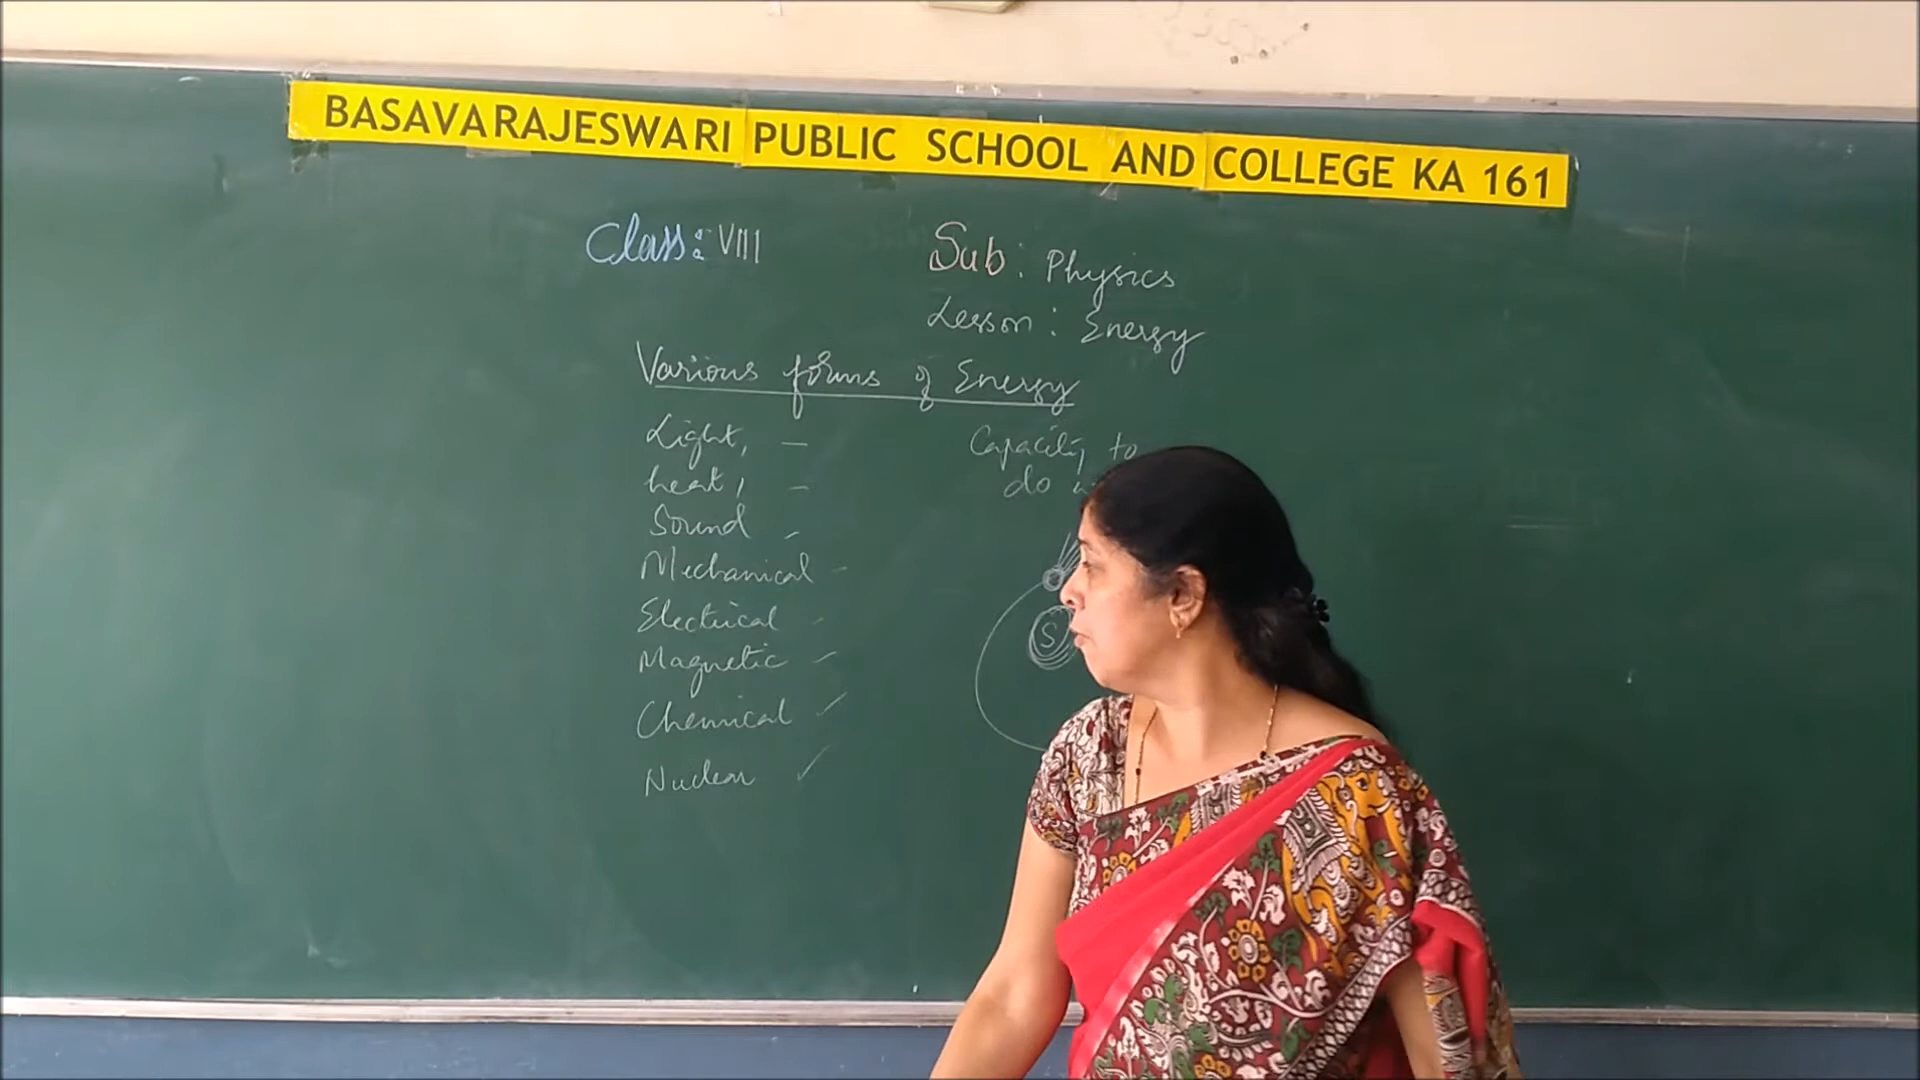 BASAVARAJESWARI PUBLIC SCHOOL AND COLLEGE KA 161
Class: VIII
Sub: Physics
Lesson: Energy
Various forms of Energy
Light, -
heat, -
Sound -
Mechanical -
Electrical -
Magnetic -
Chemical ✓
Nuclear ✓
Capacity to
do
S